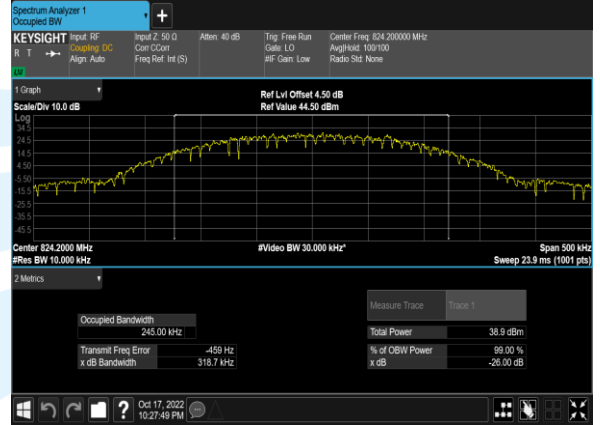 Spectrum Analyzer 1
Occupied BW
+
KEYSIGHT Input: RF Input Z: 50 Ω Atten: 40 dB Trig: Free Run Center Freq: 824.200000 MHz
R T Coupling: DC Corr CCorr Gate: LO Avg|Hold: 100/100
Align: Auto Freq Ref: Int (S) #IF Gain: Low Radio Std: None
1 Graph
Ref Lvl Offset 4.50 dB
Scale/Div 10.0 dB Ref Value 44.50 dBm
Log
34.5
24.5
14.5
4.50
-5.50
-15.5
-25.5
-35.5
-45.5
Center 824.2000 MHz #Video BW 30.000 kHz* Span 500 kHz
#Res BW 10.000 kHz Sweep 23.9 ms (1001 pts)
2 Metrics
Measure Trace Trace 1
Occupied Bandwidth
245.00 kHz
Total Power 38.9 dBm
Transmit Freq Error -459 Hz % of OBW Power 99.00 %
x dB Bandwidth 318.7 kHz x dB -26.00 dB
? Oct 17, 2022
10:27:49 PM